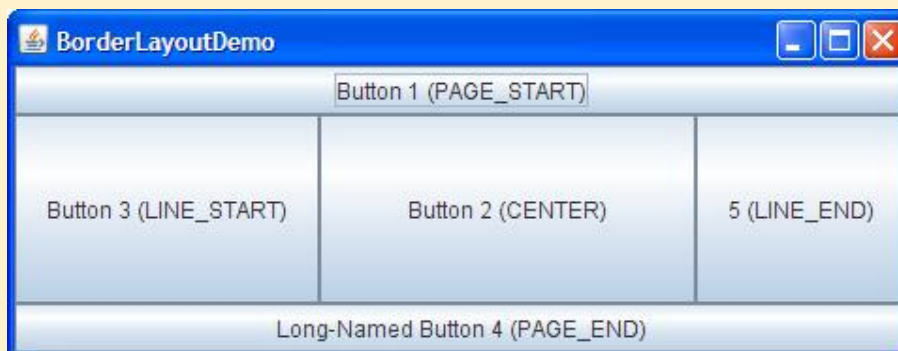 BorderLayoutDemo
Button 1 (PAGE_START)
Button 3 (LINE_START)
Button 2 (CENTER)
5 (LINE_END)
Long-Named Button 4 (PAGE_END)